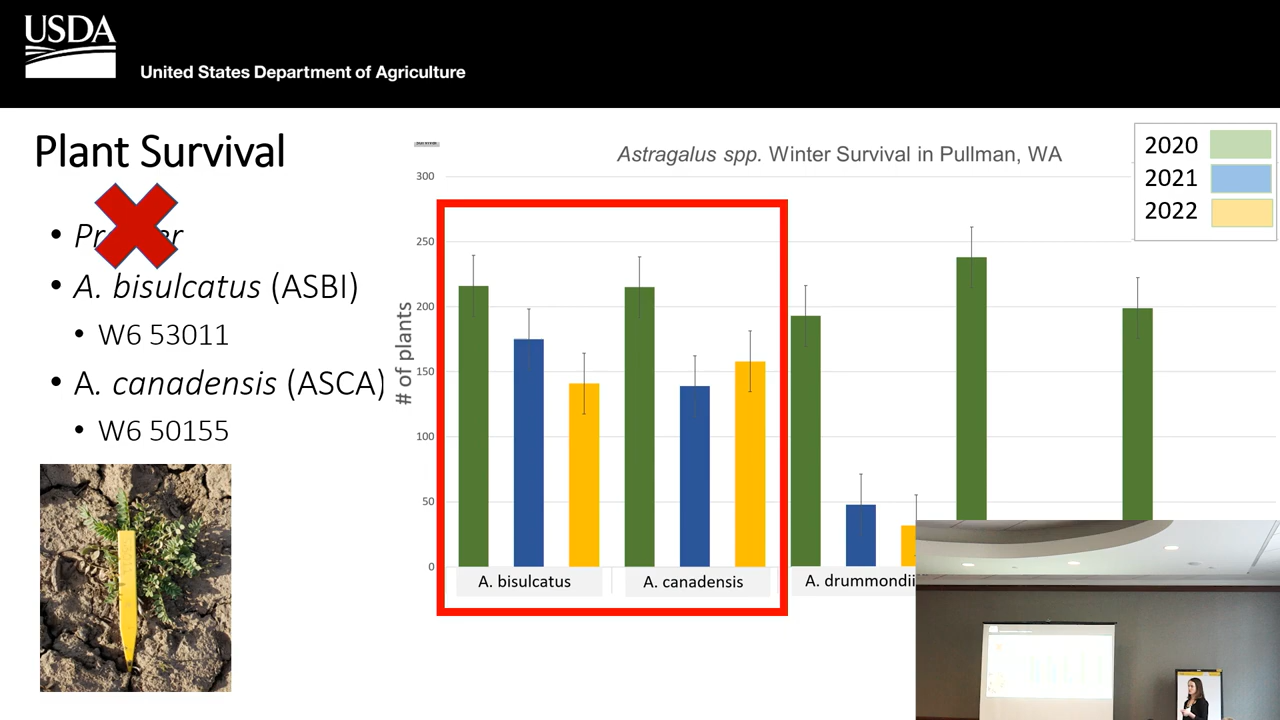 USDA
United States Department of Agriculture
Plant Survival
Astragalus spp. Winter Survival in Pullman, WA
2020
2021
2022
• A. bisulcatus (ASBI)
• W6 53011
• A. canadensis (ASCA)
• W6 50155
# of plants
300
250
200
150
100
50
0
A. bisulcatus
A. canadensis
A. drummondii